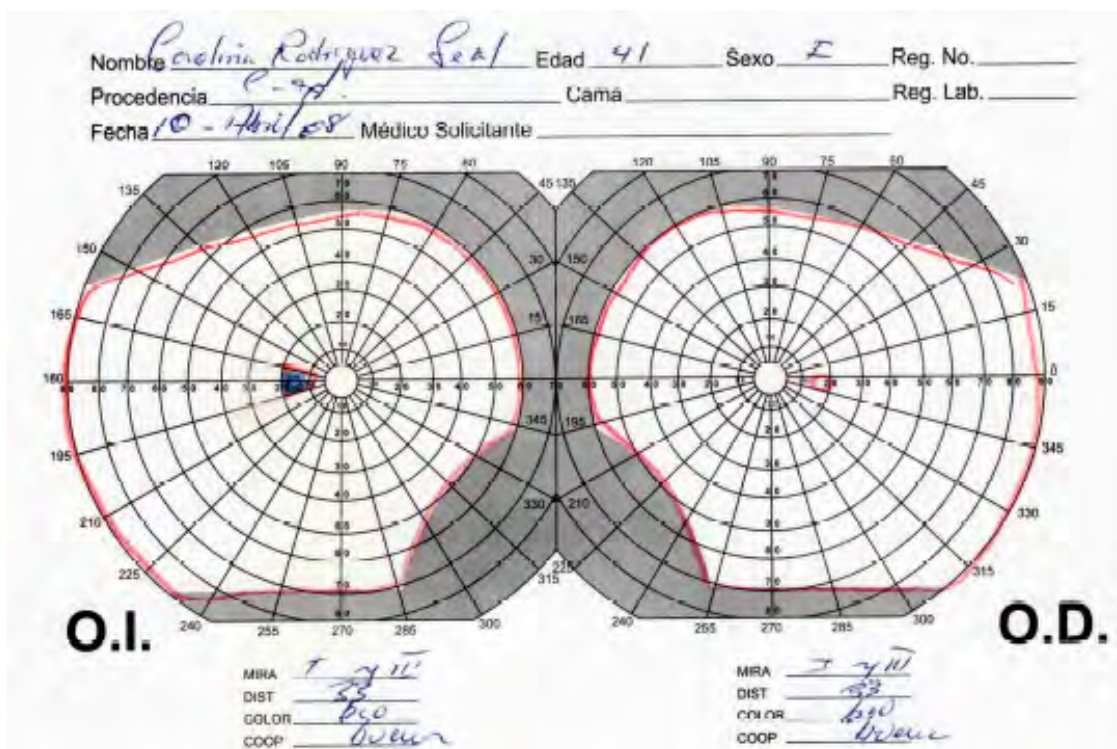 Nombre Carolina Rodriguez Edad 41 Sexo Reg. No.
Procedencia Cama Reg. Lab.
Fecha 10 - Abril / 08 Médico Solicitante
120 105 90 75 60
135 45
150 30
165 15
180
195 345
210 330
225 315
240 255 270 285 300
O.I.
120 105 90 75 60
135 45
150 30
165 15
0
195 345
210 330
225 315
240 255 270 285 300
O.D.
MIRA I y III
DIST 33
COLOR bco
COOP buena
MIRA I y III
DIST 33
COLOR bco
COOP buena